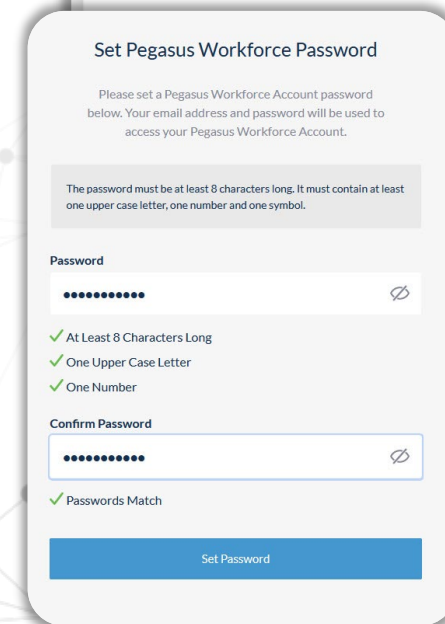 Set Pegasus Workforce Password
Please set a Pegasus Workforce Account password
below. Your email address and password will be used to
access your Pegasus Workforce Account.
The password must be at least 8 characters long. It must contain at least
one upper case letter, one number and one symbol.
Password
●●●●●●●●●●●
At Least 8 Characters Long
One Upper Case Letter
One Number
Confirm Password
●●●●●●●●●●●
Passwords Match
Set Password